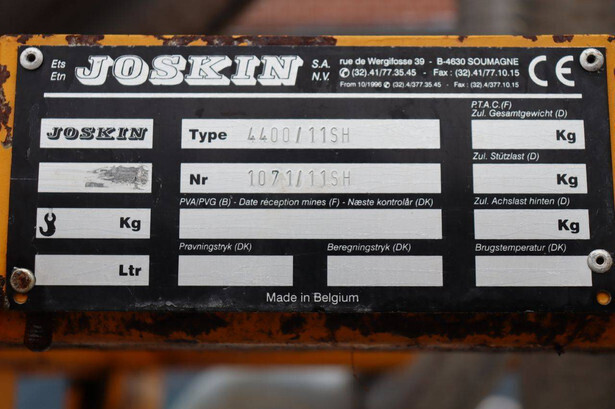 Ets
Etn
JOSKIN S.A.
N.V.
rue de Wergifosse 39 - B-4630 SOUMAGNE
✆ (32).41/77.35.45 - Fax : (32).41/77.10.15
From 10/1996 ✆ (32).4/377.35.45 - Fax : (32).4/377.10.15
CE
JOSKIN
Type 4400/11SH
P.T.A.C.(F)
Zul. Gesamtgewicht (D)
Kg
Nr 1071/11SH
Zul. Stützlast (D)
Kg
Kg
PVA/PVG (B) - Date réception mines (F) - Næste kontrolår (DK)
Zul. Achslast hinten (D)
Kg
Ltr
Prøvningstryk (DK)
Beregningstryk (DK)
Brugstemperatur (DK)
Made in Belgium